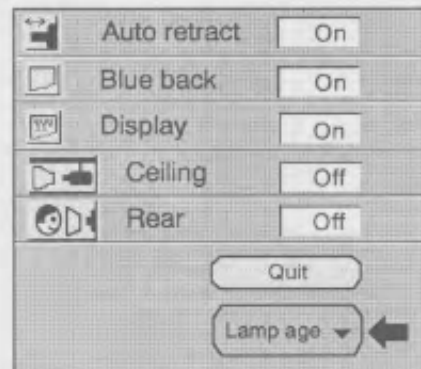 Auto retract On
Blue back On
Display On
Ceiling Off
Rear Off
Quit
Lamp age